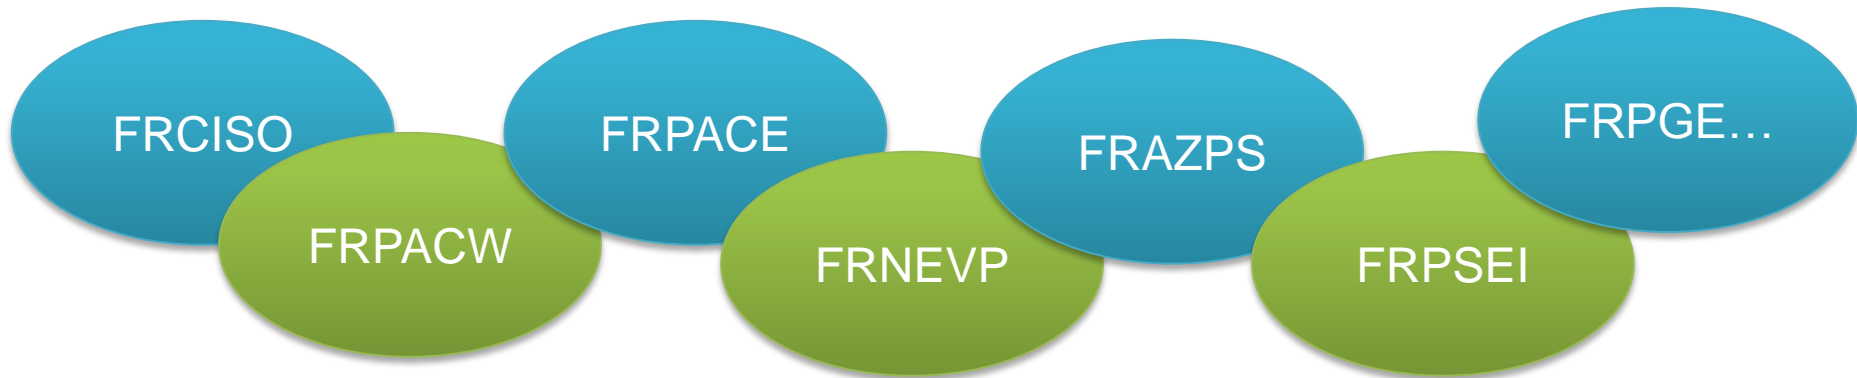 FRCISO
FRPACW
FRPACE
FRNEVP
FRAZPS
FRPSEI
FRPGE…